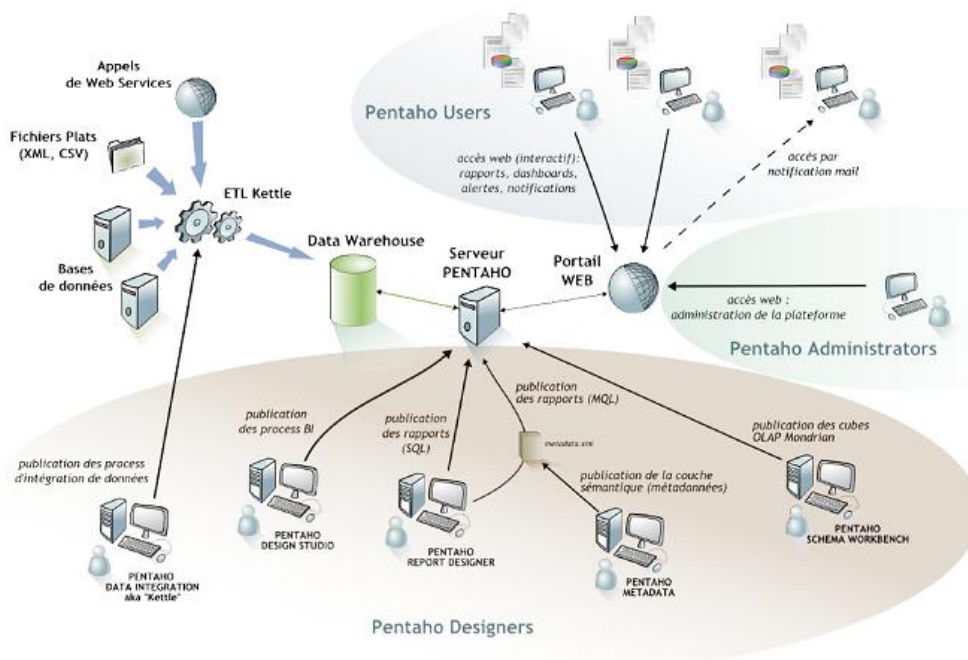 Appels
de Web Services
Fichiers Plats
(XML, CSV)
ETL Kettle
Bases
de données
Data Warehouse
Serveur
PENTAHO
Portail
WEB
Pentaho Users
accès web (interactif):
rapports, dashboards,
alertes, notifications
accès par
notification mail
accès web :
administration de la plateforme
Pentaho Administrators
publication des process
d'intégration de données
publication
des process BI
publication
des rapports
(SQL)
publication
des rapports (MQL)
publication de la couche
sémantique (métadonnées)
publication des cubes
OLAP Mondrian
PENTAHO
DATA INTEGRATION
aka "Kettle"
PENTAHO
DESIGN STUDIO
PENTAHO
REPORT DESIGNER
PENTAHO
METADATA
PENTAHO
SCHEMA WORKBENCH
Pentaho Designers